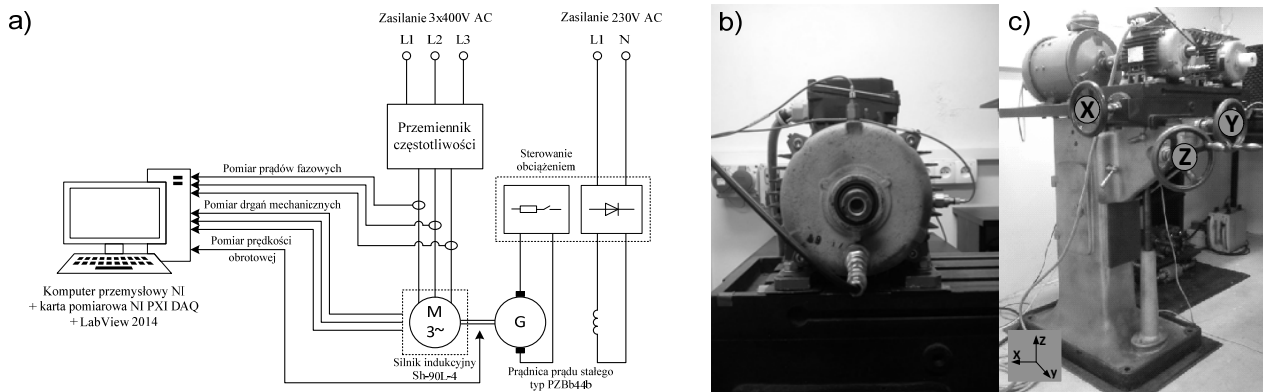 a)
Zasilanie 3x400V AC
L1 L2 L3
Zasilanie 230V AC
L1 N
Przemiennik
częstotliwości
Sterowanie
obciążeniem
Pomiar prądów fazowych
Pomiar drgań mechanicznych
Pomiar prędkości
obrotowej
Komputer przemysłowy NI
+ karta pomiarowa NI PXI DAQ
+ LabView 2014
M
3~
G
Silnik indukcyjny
Sh-90L-4
Prądnica prądu stałego
typ PZBb44b
b)
c)
X
Y
Z
z
x
y